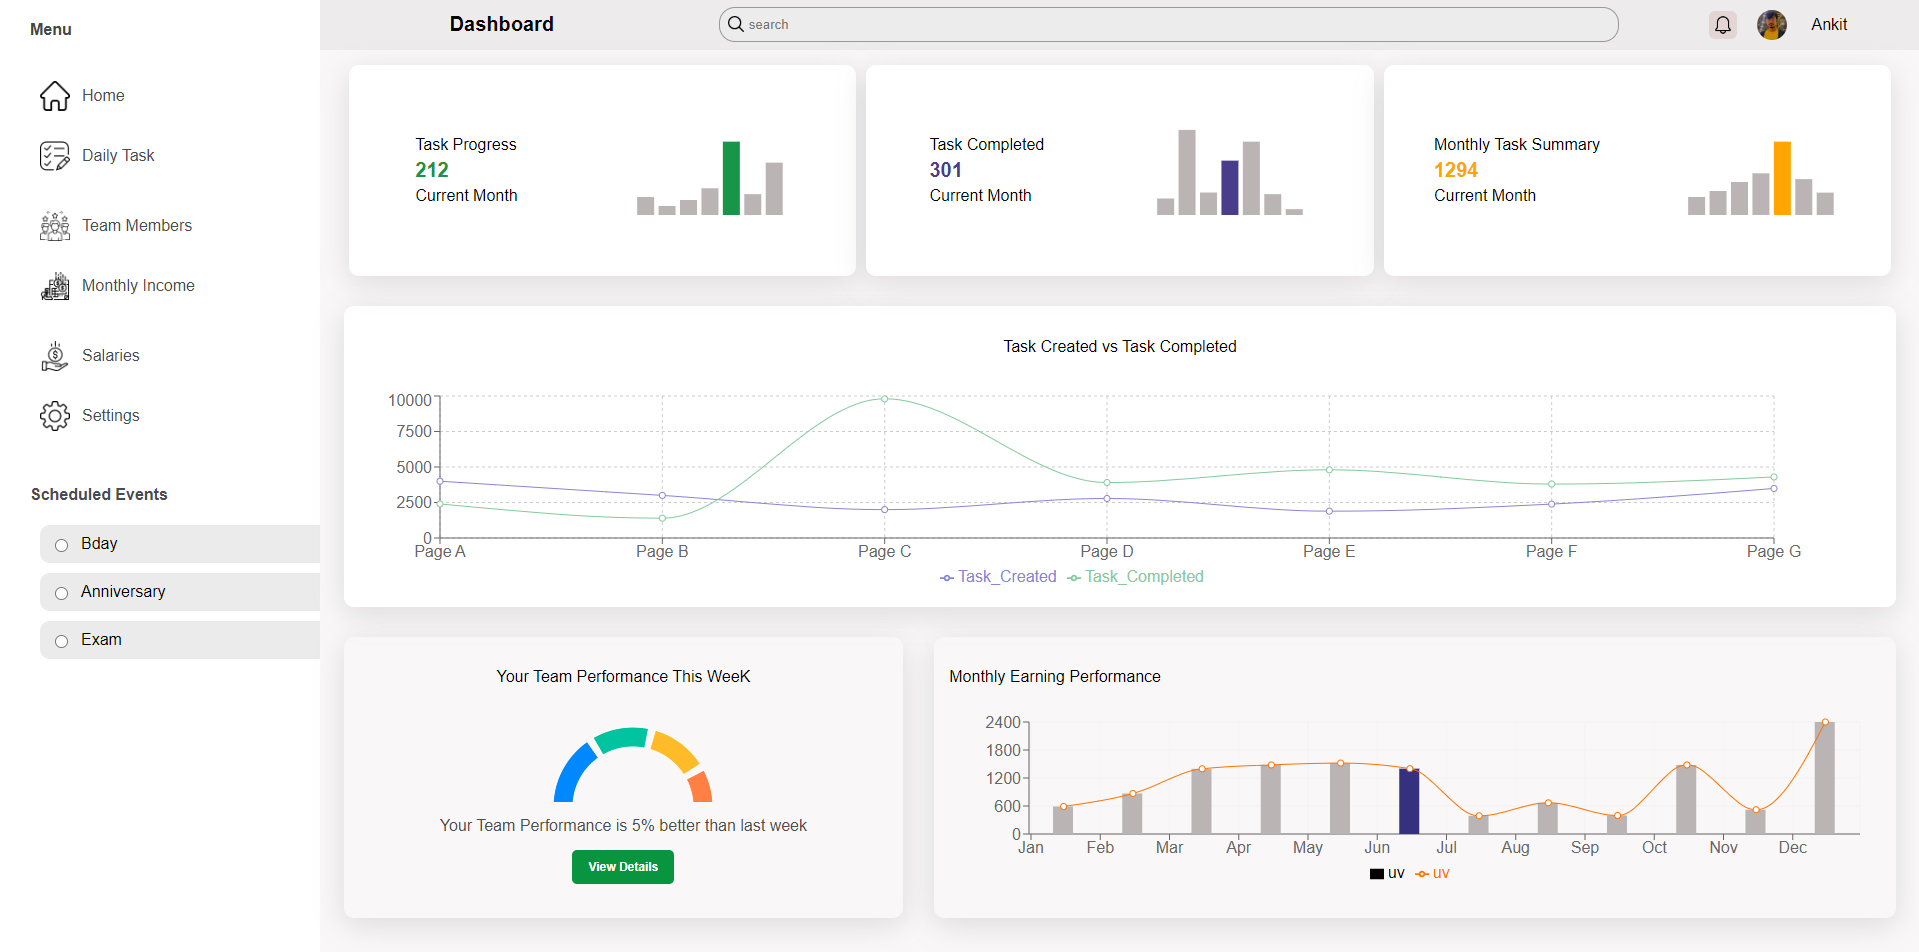 Menu
Home
Daily Task
Team Members
Monthly Income
Salaries
Settings
Scheduled Events
Bday
Anniversary
Exam
Dashboard
search
Ankit
Task Progress
212
Current Month
Task Completed
301
Current Month
Monthly Task Summary
1294
Current Month
Task Created vs Task Completed
10000
7500
5000
2500
0
Page A Page B Page C Page D Page E Page F Page G
Task_Created Task_Completed
Your Team Performance This WeeK
Your Team Performance is 5% better than last week
View Details
Monthly Earning Performance
2400
1800
1200
600
0
Jan Feb Mar Apr May Jun Jul Aug Sep Oct Nov Dec
uv uv